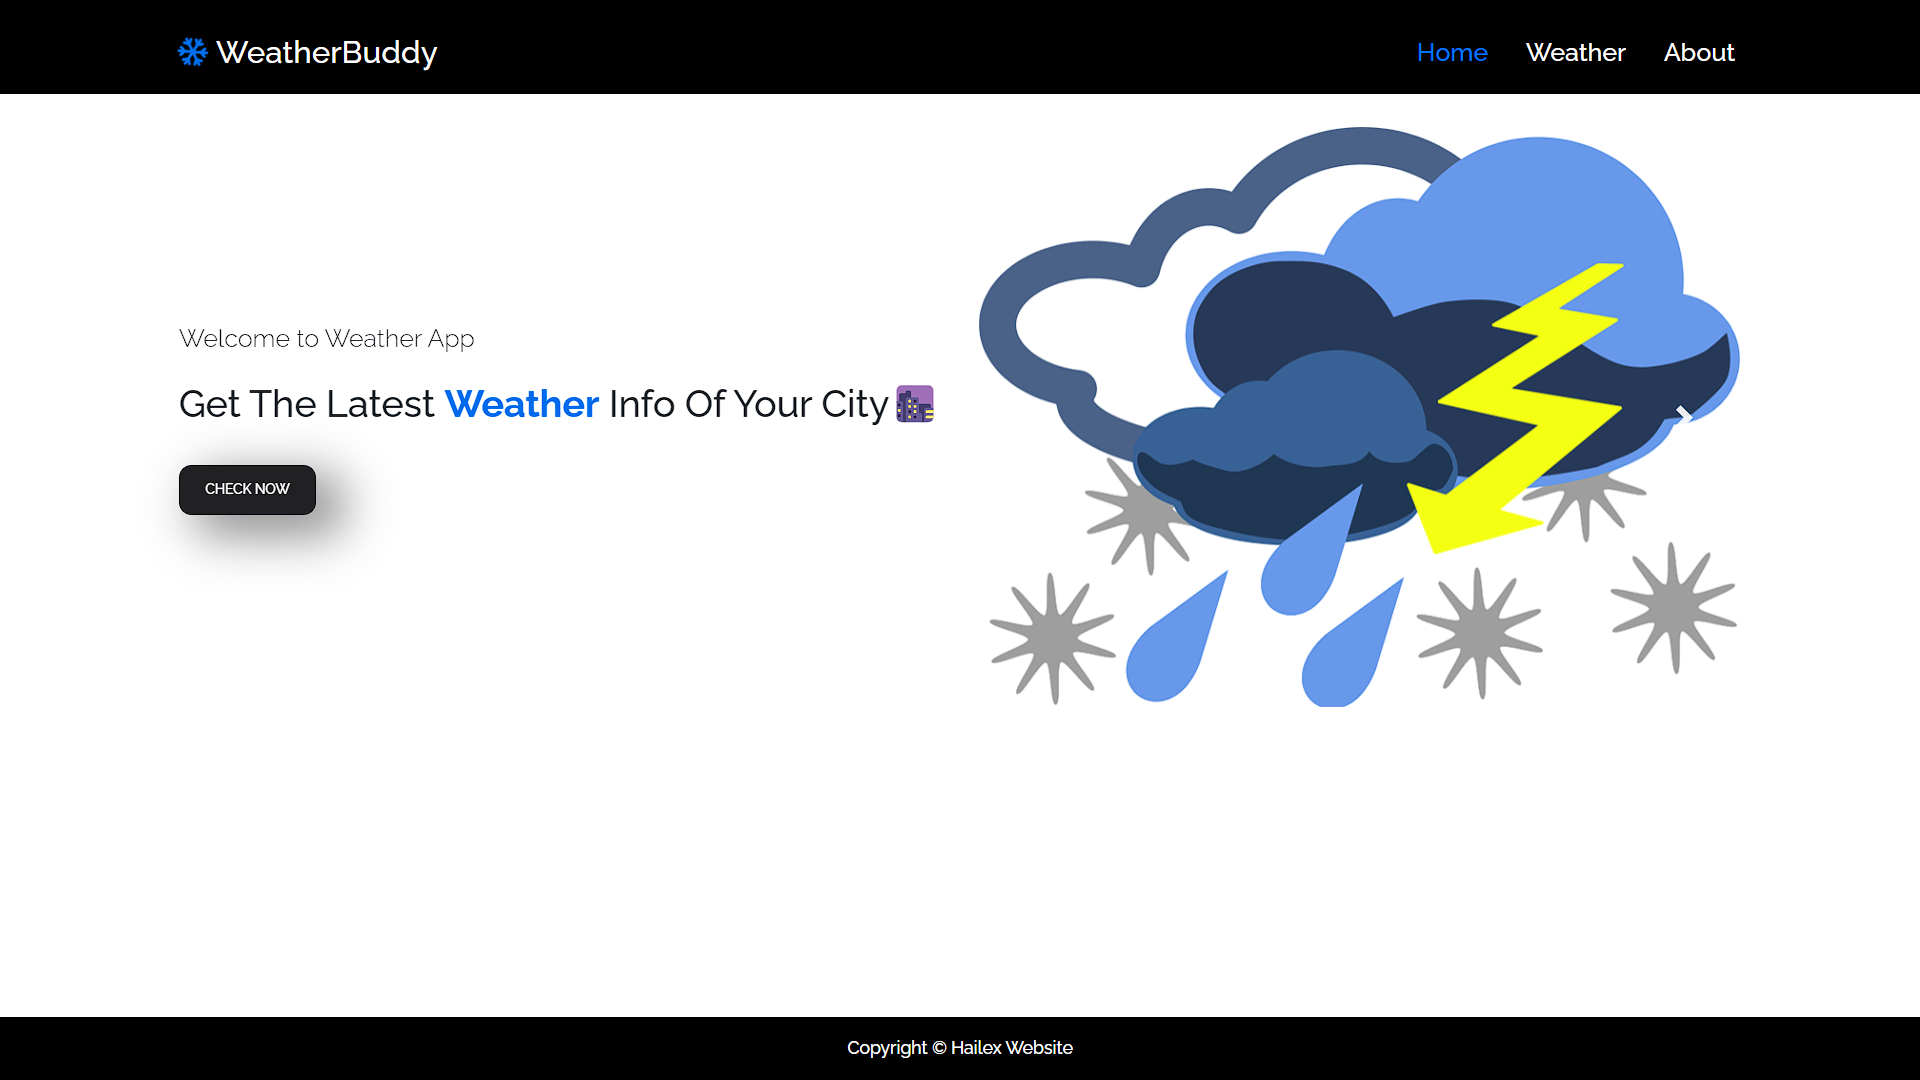 WeatherBuddy
Home Weather About
Welcome to Weather App
Get The Latest Weather Info Of Your City
CHECK NOW
Copyright © Hailex Website